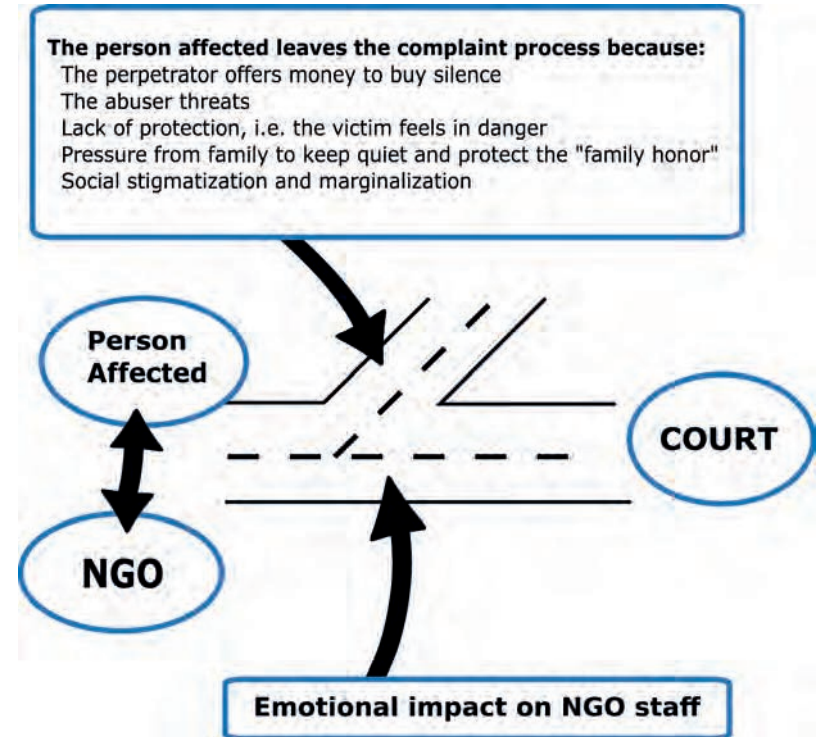 The person affected leaves the complaint process because:
The perpetrator offers money to buy silence
The abuser threats
Lack of protection, i.e. the victim feels in danger
Pressure from family to keep quiet and protect the "family honor"
Social stigmatization and marginalization
Person
Affected
COURT
NGO
Emotional impact on NGO staff